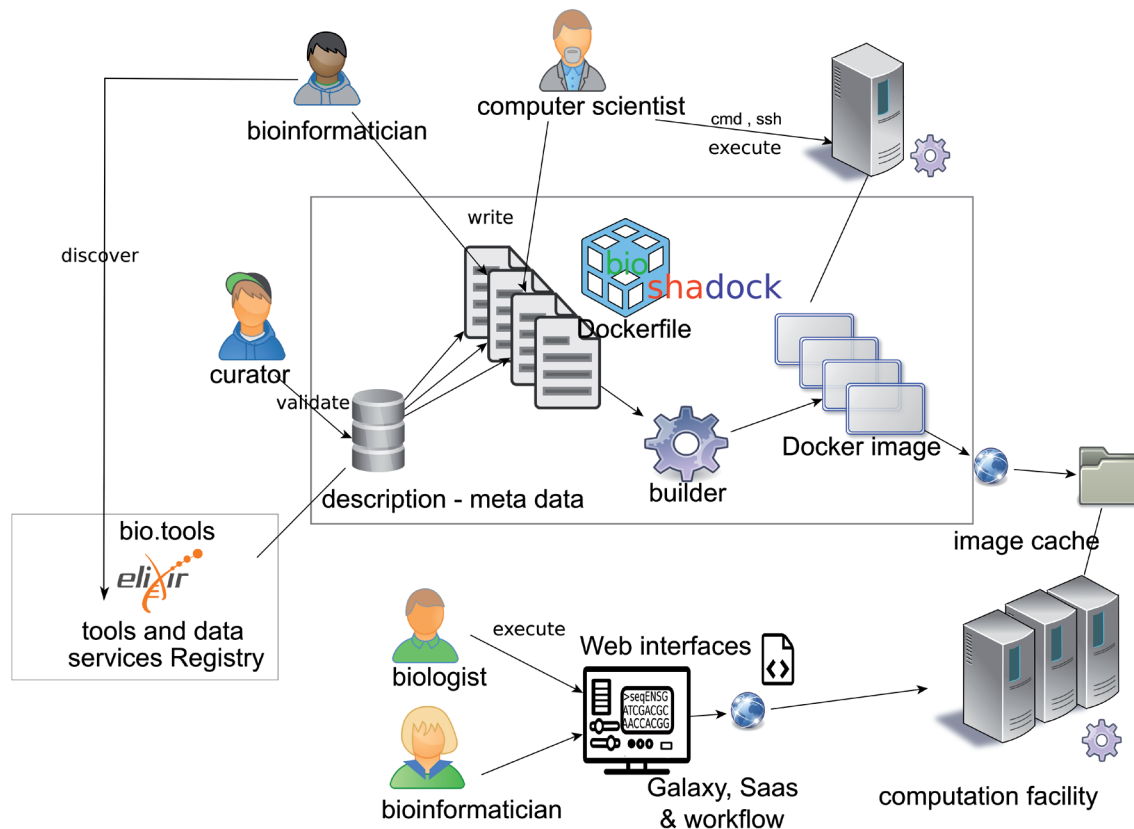 computer scientist
bioinformatician
cmd , ssh
execute
write
discover
bio
shadock
Dockerfile
curator
validate
Docker image
builder
description - meta data
bio.tools
elixir
tools and data
services Registry
image cache
execute
Web interfaces
biologist
>seqENSG
ATCGACGC
AACCACGG
bioinformatician
Galaxy, Saas
& workflow
computation facility